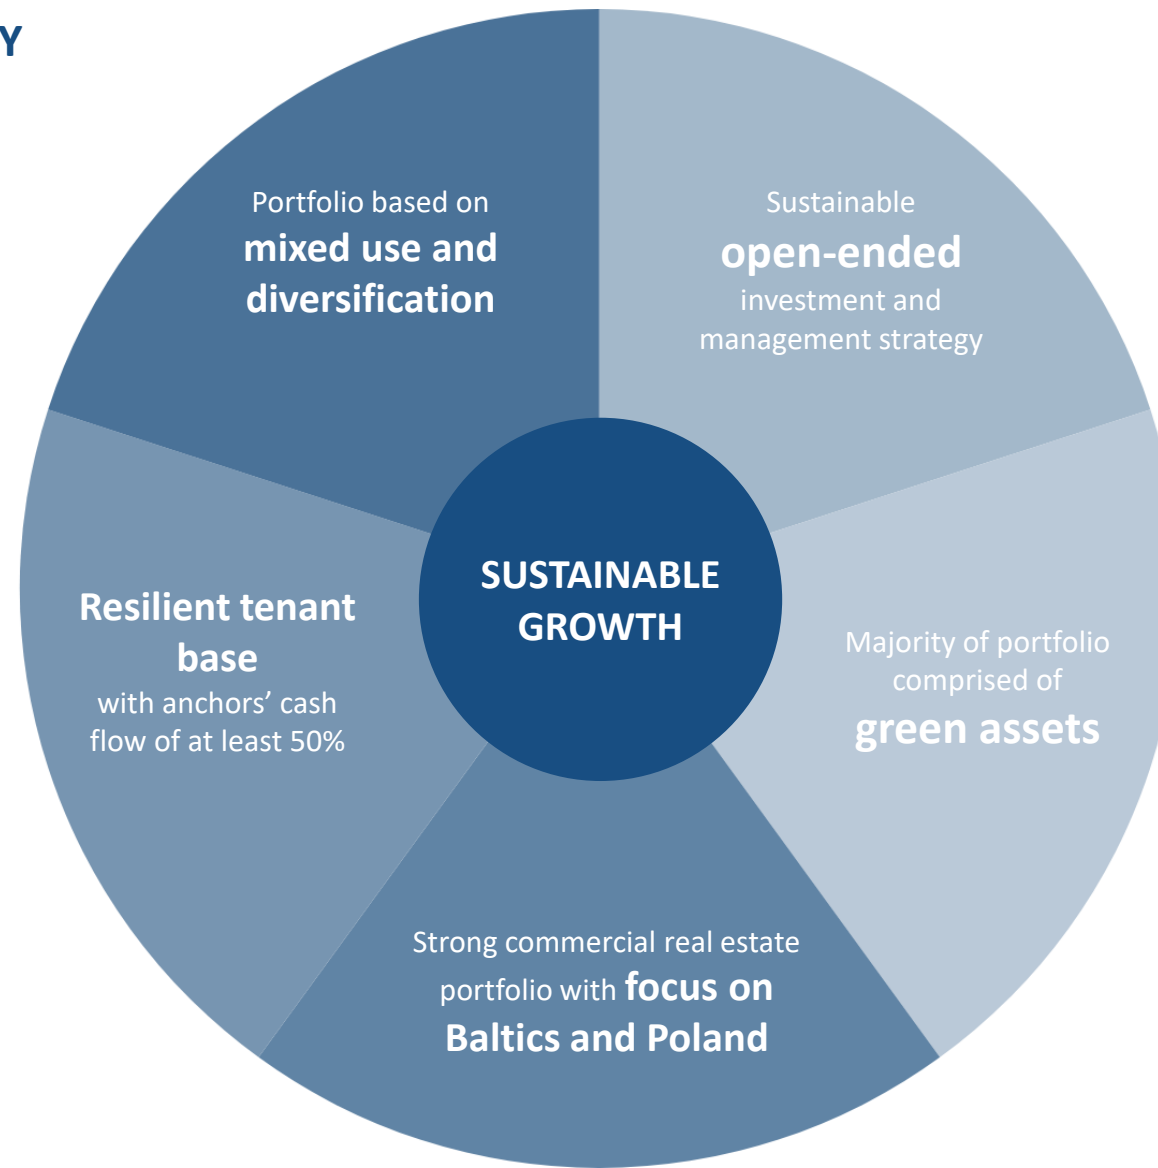 Y
Portfolio based on
mixed use and
diversification
Sustainable
open-ended
investment and
management strategy
Resilient tenant
base
with anchors’ cash
flow of at least 50%
SUSTAINABLE
GROWTH
Majority of portfolio
comprised of
green assets
Strong commercial real estate
portfolio with focus on
Baltics and Poland